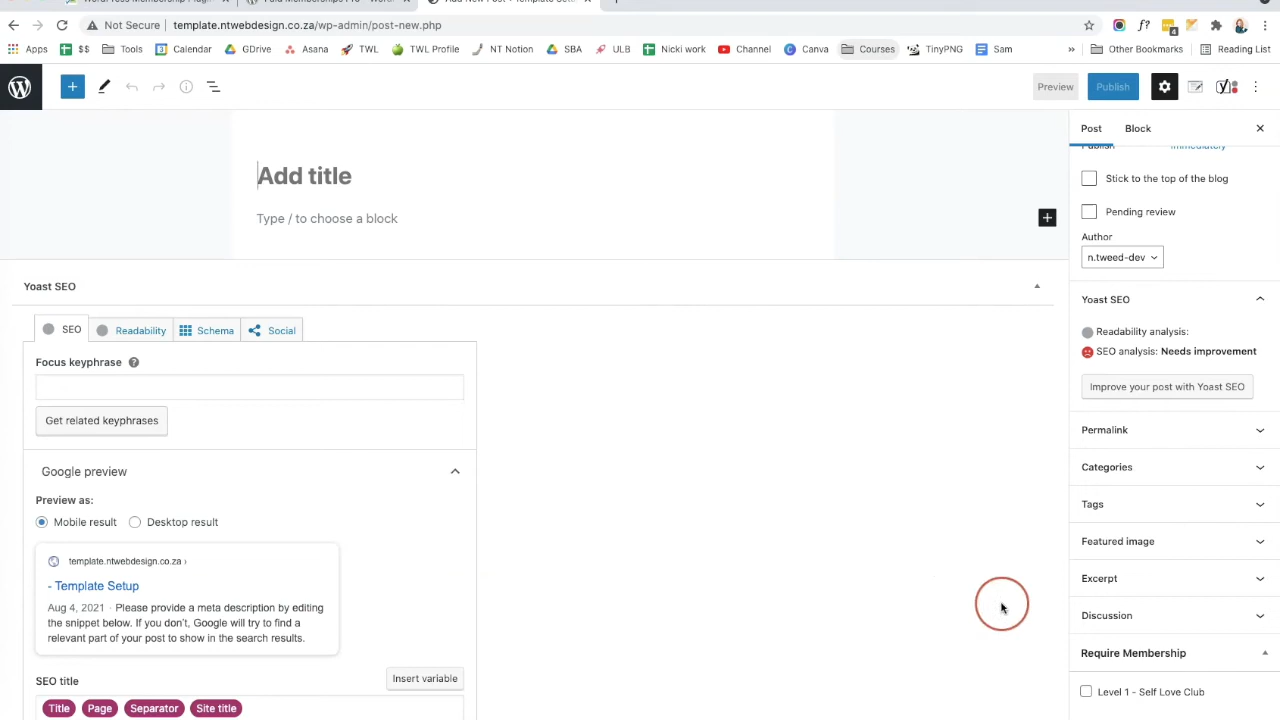 Not Secure
template.ntwebdesign.co.za/wp-admin/post-new.php
Apps
$$
Tools
Calendar
GDrive
Asana
TWL
TWL Profile
NT Notion
SBA
ULB
Nicki work
Channel
Canva
Courses
TinyPNG
Sam
»
Other Bookmarks
Reading List
Preview
Publish
Post
Block
Add title
Type / to choose a block
Publish
Immediately
Stick to the top of the blog
Pending review
Author
n.tweed-dev
Yoast SEO
SEO
Readability
Schema
Social
Focus keyphrase
Get related keyphrases
Google preview
Preview as:
Mobile result
Desktop result
template.ntwebdesign.co.za ›
- Template Setup
Aug 4, 2021 · Please provide a meta description by editing
the snippet below. If you don't, Google will try to find a
relevant part of your post to show in the search results.
SEO title
Insert variable
Title
Page
Separator
Site title
Yoast SEO
Readability analysis:
SEO analysis: Needs improvement
Improve your post with Yoast SEO
Permalink
Categories
Tags
Featured image
Excerpt
Discussion
Require Membership
Level 1 - Self Love Club